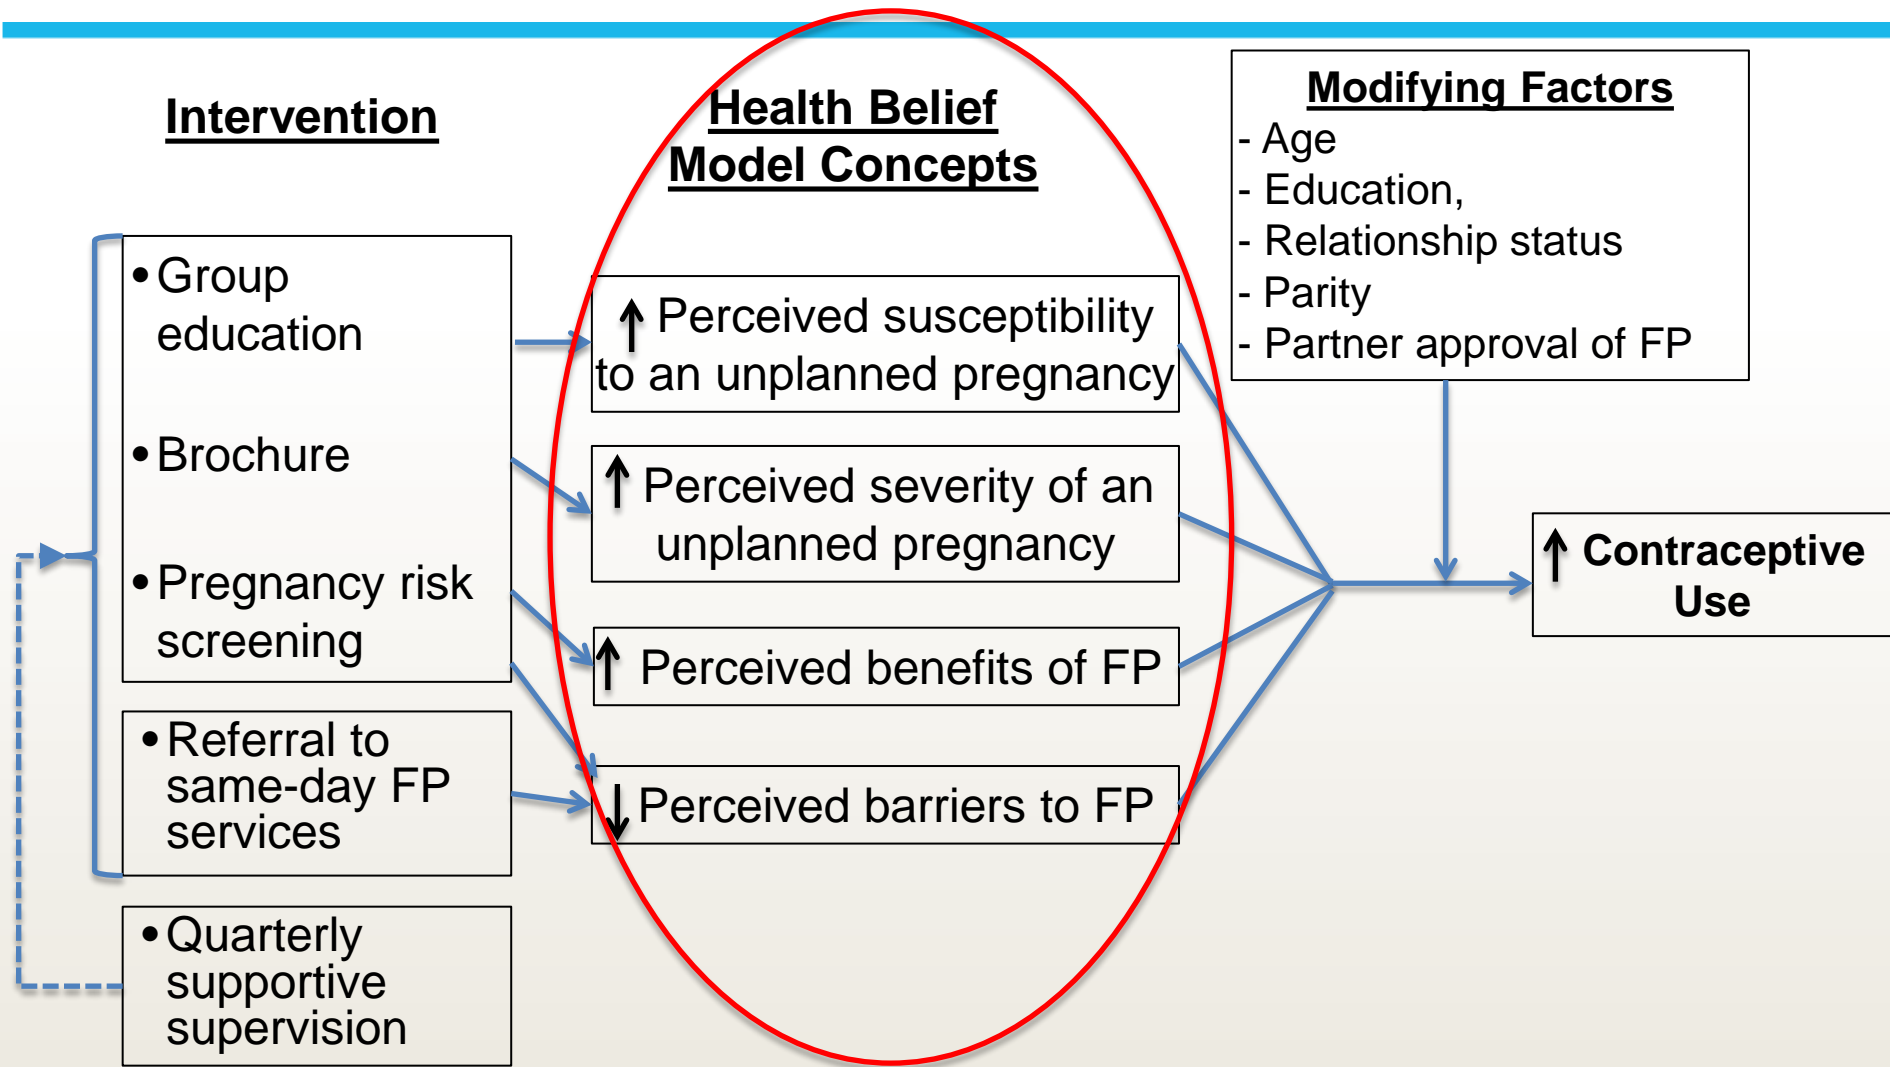 Intervention
• Group
education
• Brochure
• Pregnancy risk
screening
• Referral to
same-day FP
services
• Quarterly
supportive
supervision
Health Belief
Model Concepts
↑ Perceived susceptibility
to an unplanned pregnancy
↑ Perceived severity of an
unplanned pregnancy
↑ Perceived benefits of FP
↓ Perceived barriers to FP
Modifying Factors
- Age
- Education,
- Relationship status
- Parity
- Partner approval of FP
↑ Contraceptive
Use